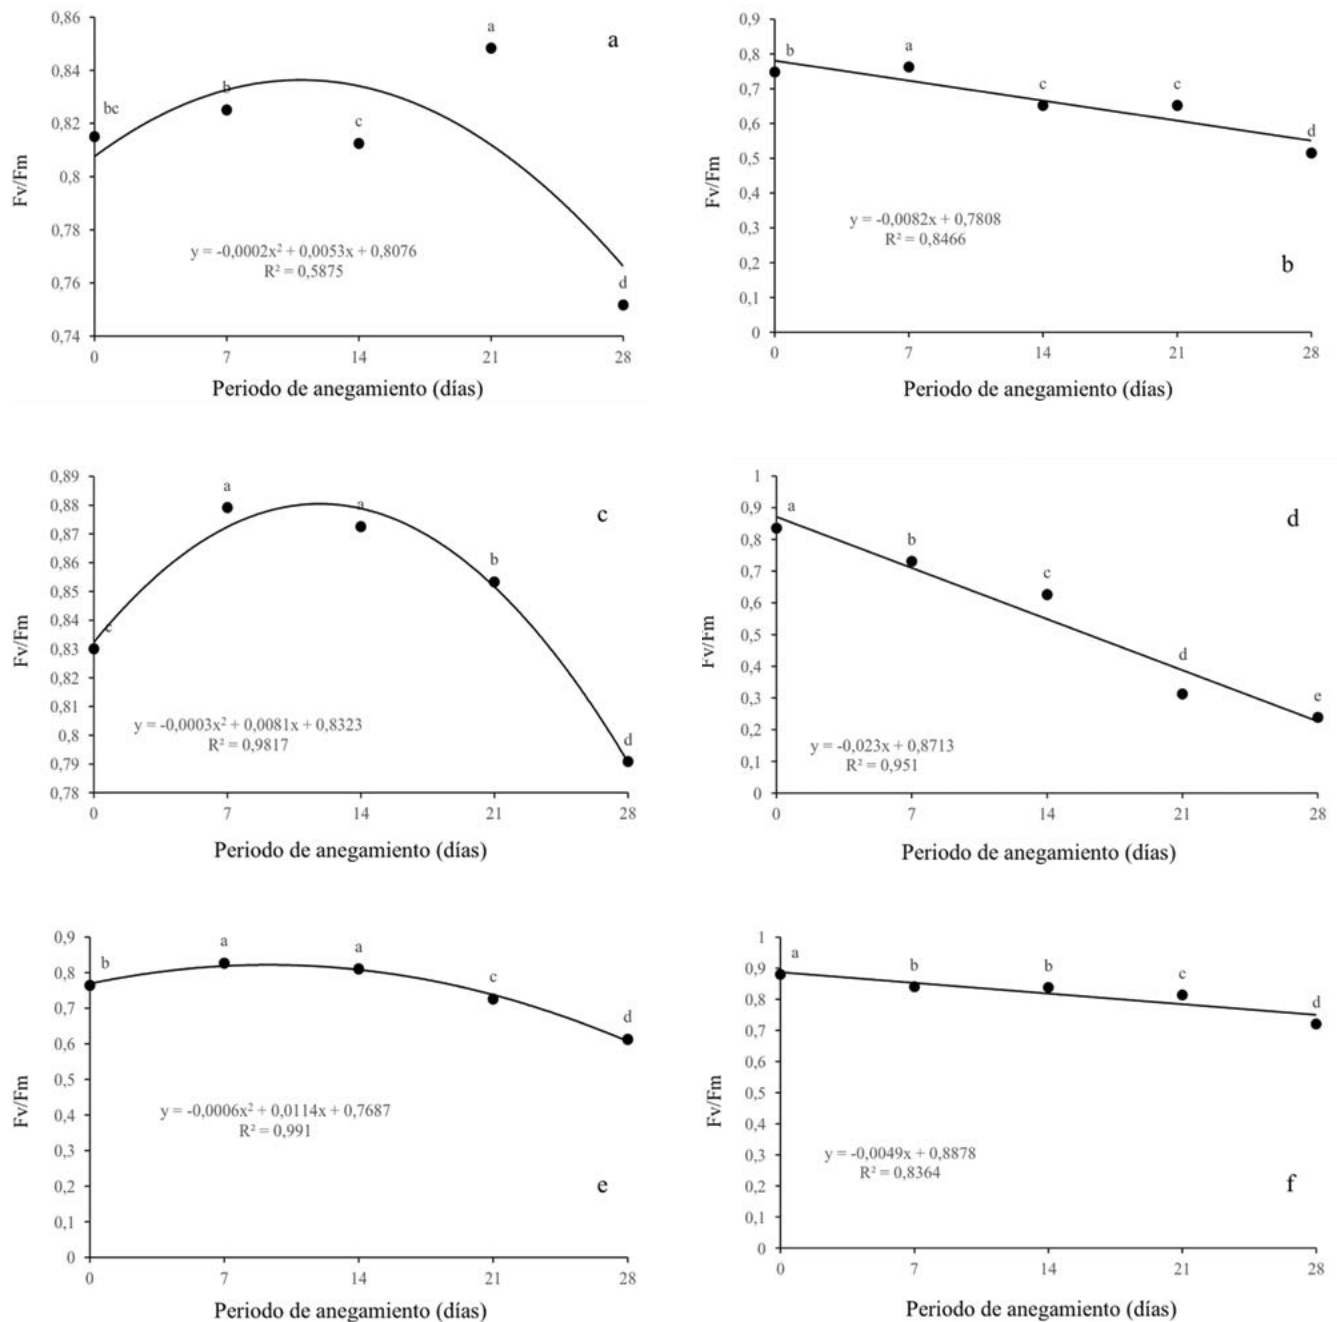 0,86
0,84
0,82
0,8
0,78
0,76
0,74
Fv/Fm
bc
b
c
a
d
a
y = -0,0002x² + 0,0053x + 0,8076
R² = 0,5875
0 7 14 21 28
Periodo de anegamiento (días)
0,9
0,8
0,7
0,6
0,5
0,4
0,3
0,2
0,1
0
Fv/Fm
b
a
c
c
d
y = -0,0082x + 0,7808
R² = 0,8466
b
0 7 14 21 28
Periodo de anegamiento (días)
0,89
0,88
0,87
0,86
0,85
0,84
0,83
0,82
0,81
0,8
0,79
0,78
Fv/Fm
c
a
a
b
d
c
y = -0,0003x² + 0,0081x + 0,8323
R² = 0,9817
0 7 14 21 28
Periodo de anegamiento (días)
1
0,9
0,8
0,7
0,6
0,5
0,4
0,3
0,2
0,1
0
Fv/Fm
a
b
c
d
e
d
y = -0,023x + 0,8713
R² = 0,951
0 7 14 21 28
Periodo de anegamiento (días)
0,9
0,8
0,7
0,6
0,5
0,4
0,3
0,2
0,1
0
Fv/Fm
b
a
a
c
d
y = -0,0006x² + 0,0114x + 0,7687
R² = 0,991
e
0 7 14 21 28
Periodo de anegamiento (días)
1
0,9
0,8
0,7
0,6
0,5
0,4
0,3
0,2
0,1
0
Fv/Fm
a
b
b
c
d
y = -0,0049x + 0,8878
R² = 0,8364
f
0 7 14 21 28
Periodo de anegamiento (días)